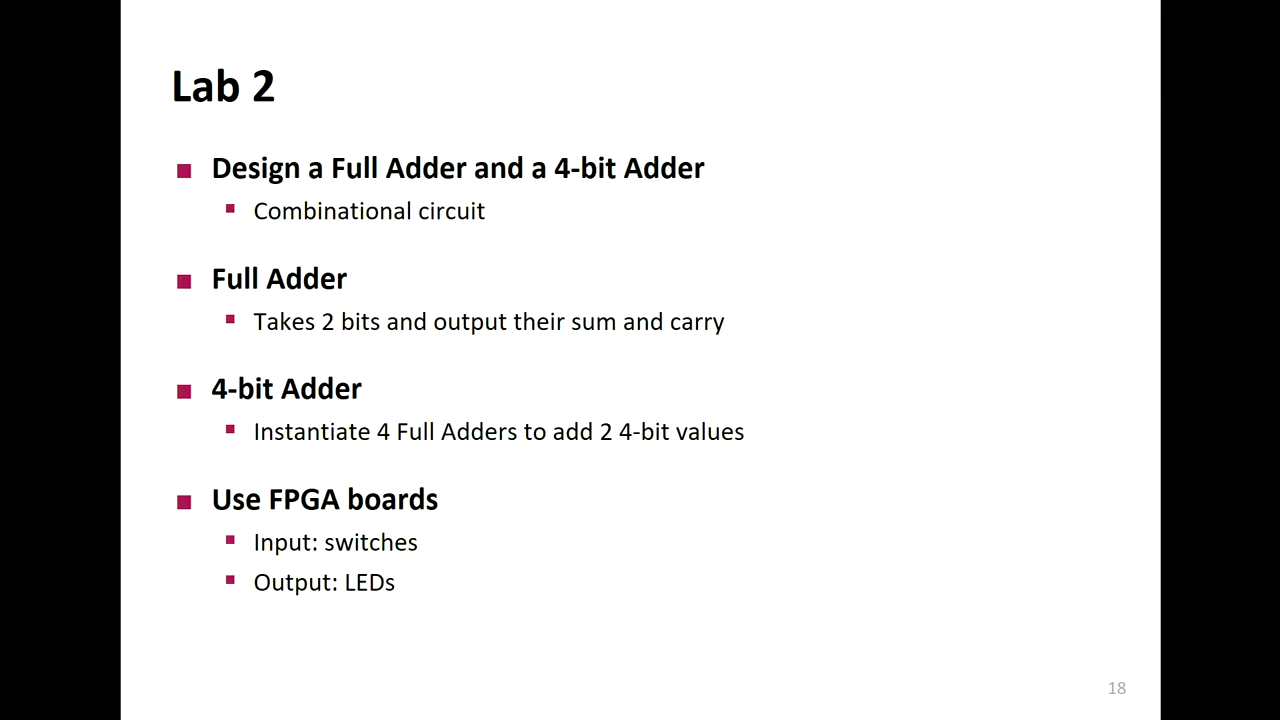 Lab 2
Design a Full Adder and a 4-bit Adder
Combinational circuit
Full Adder
Takes 2 bits and output their sum and carry
4-bit Adder
Instantiate 4 Full Adders to add 2 4-bit values
Use FPGA boards
Input: switches
Output: LEDs
18